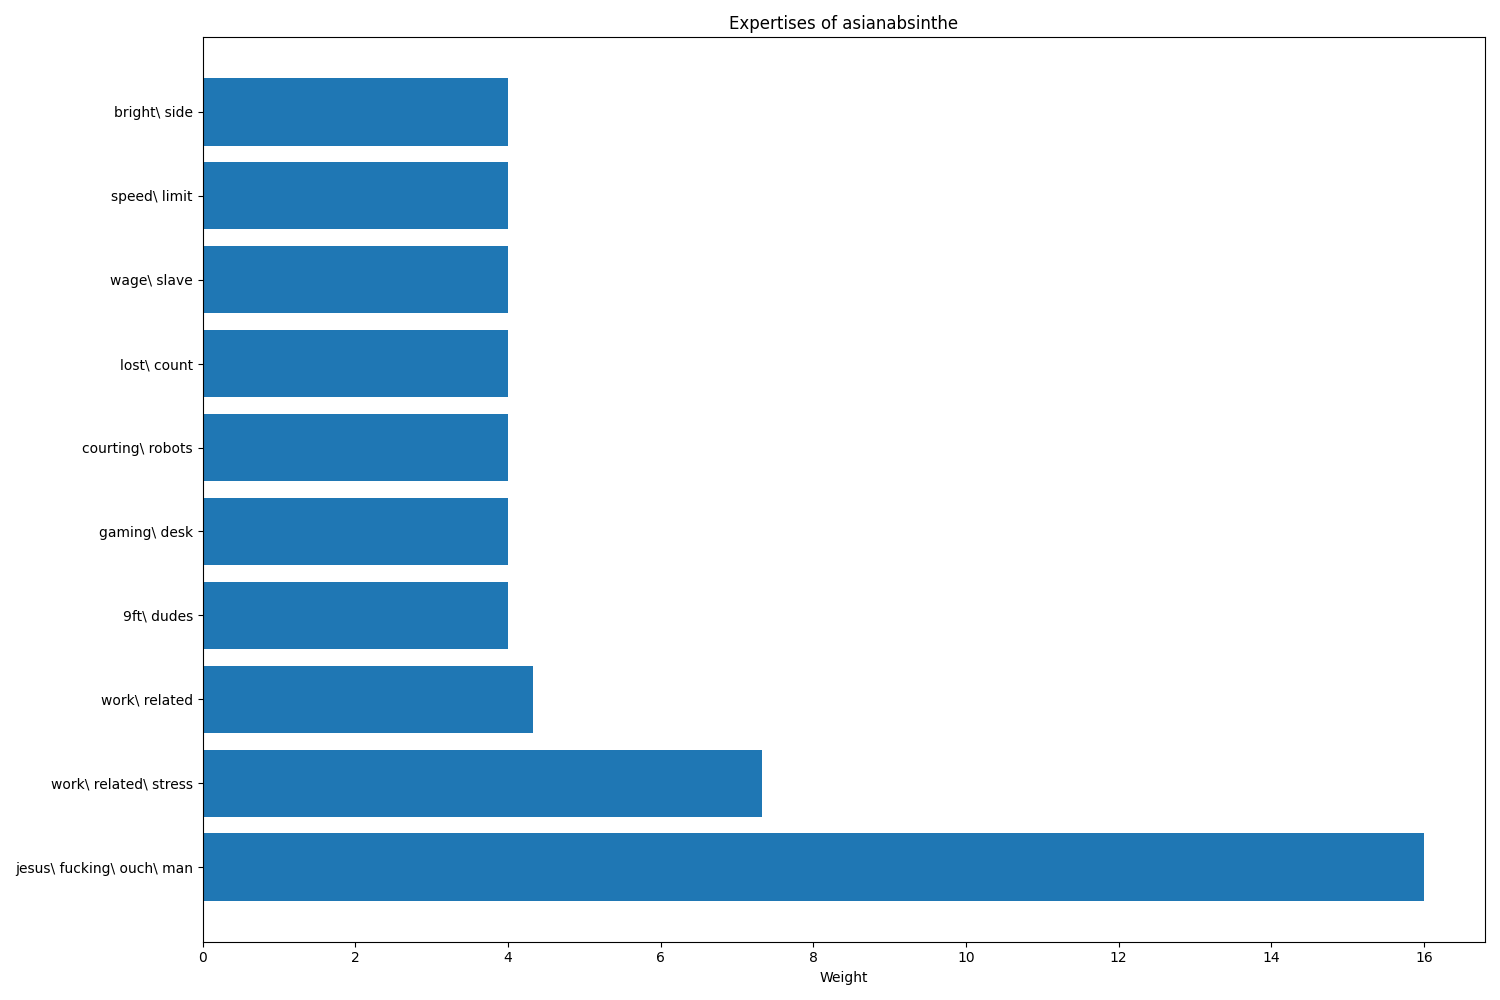 Expertises of asianabsinthe
bright\ side
speed\ limit
wage\ slave
lost\ count
courting\ robots
gaming\ desk
9ft\ dudes
work\ related
work\ related\ stress
jesus\ fucking\ ouch\ man
0 2 4 6 8 10 12 14 16
Weight